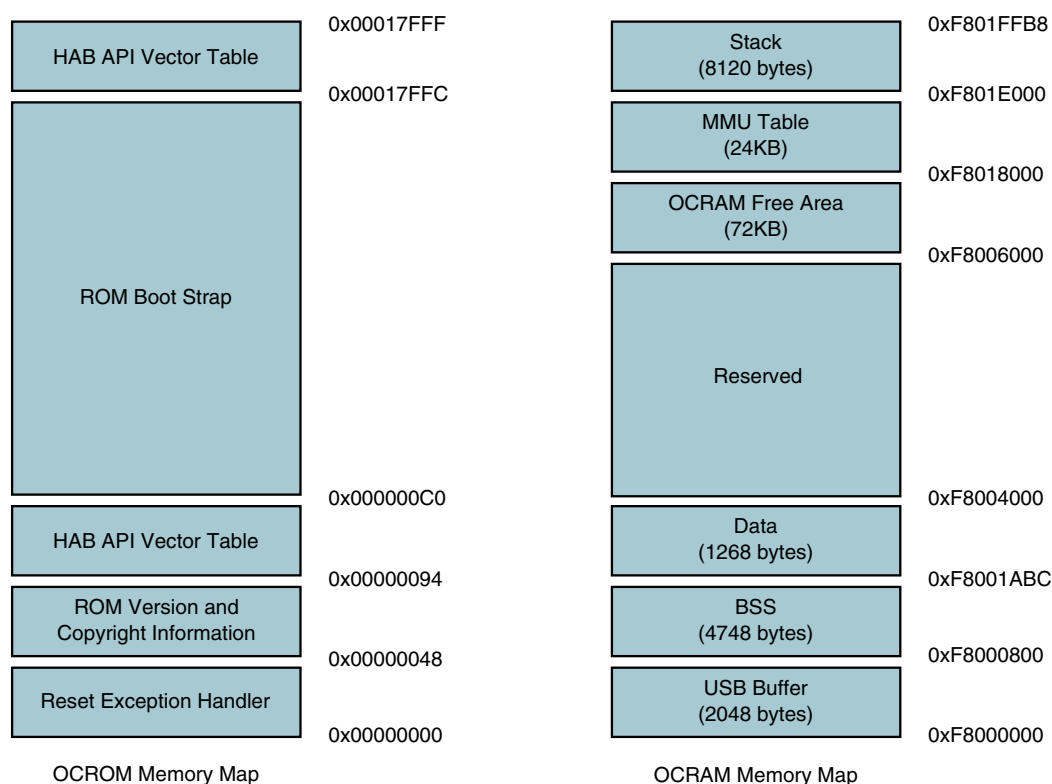 0x00017FFF
HAB API Vector Table
0x00017FFC
ROM Boot Strap
0x000000C0
HAB API Vector Table
0x00000094
ROM Version and
Copyright Information
0x00000048
Reset Exception Handler
0x00000000
OCROM Memory Map
0xF801FFB8
Stack
(8120 bytes)
0xF801E000
MMU Table
(24KB)
0xF8018000
OCRAM Free Area
(72KB)
0xF8006000
Reserved
0xF8004000
Data
(1268 bytes)
0xF8001ABC
BSS
(4748 bytes)
0xF8000800
USB Buffer
(2048 bytes)
0xF8000000
OCRAM Memory Map